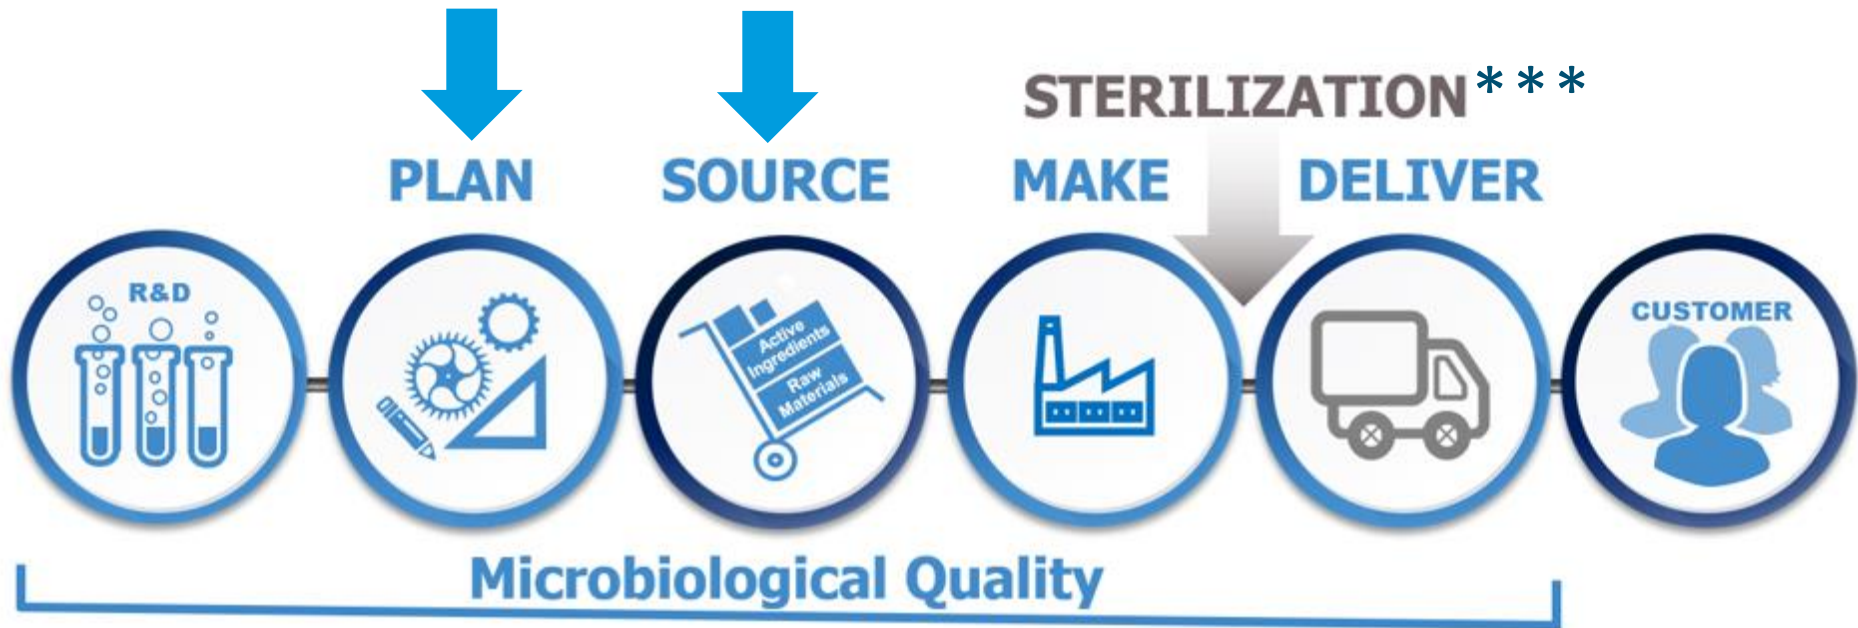 STERILIZATION***
PLAN SOURCE MAKE DELIVER
R&D
Active
Ingredients
Raw
Materials
CUSTOMER
Microbiological Quality